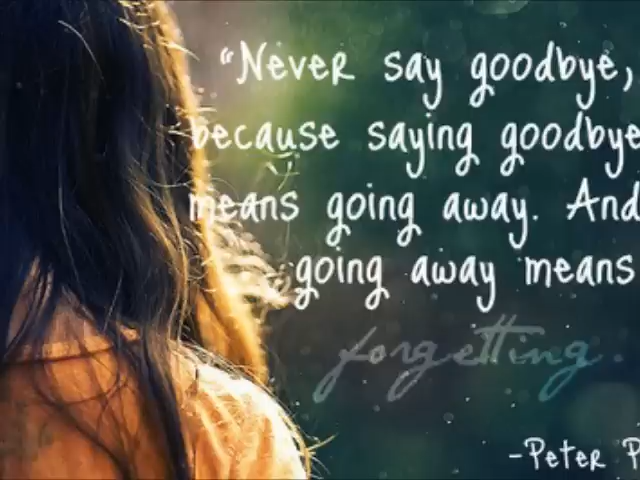 “Never say goodbye,
because saying goodbye
means going away. And
going away means
forgetting.
-Peter P